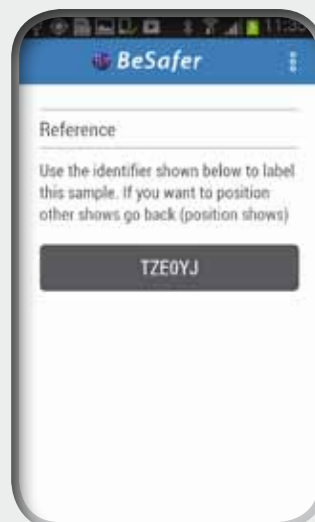 BeSafer
Reference
Use the identifier shown below to label
this sample. If you want to position
other shows go back (position shows)
TZE0YJ